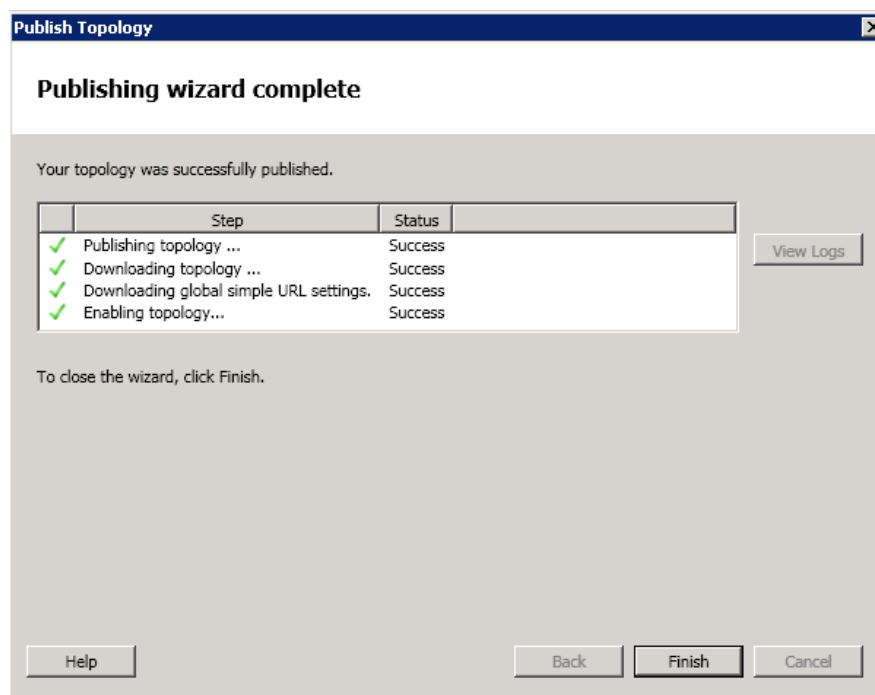 Publish Topology
Publishing wizard complete
Your topology was successfully published.
Step Status
Publishing topology ... Success
Downloading topology ... Success
Downloading global simple URL settings. Success
Enabling topology... Success
View Logs
To close the wizard, click Finish.
Help Back Finish Cancel